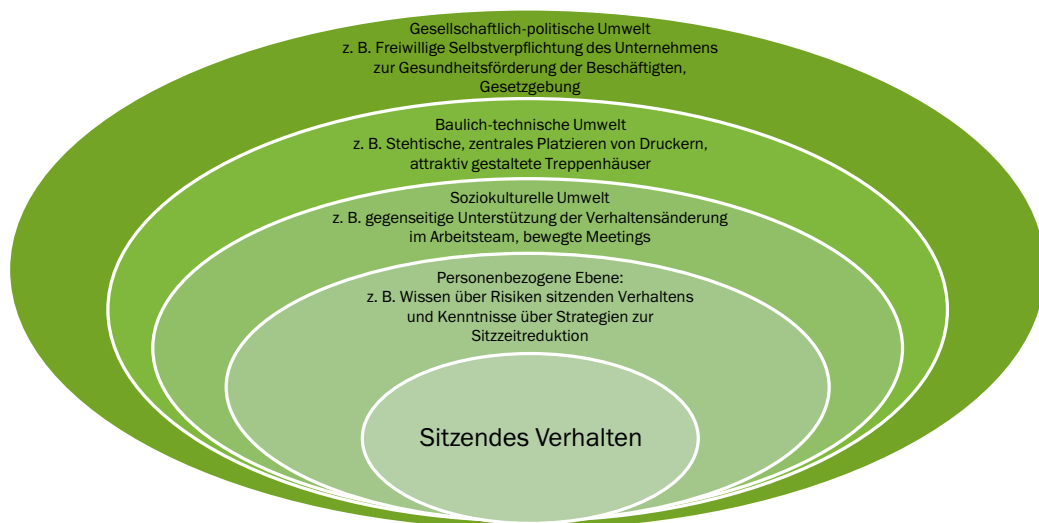 Gesellschaftlich-politische Umwelt
z. B. Freiwillige Selbstverpflichtung des Unternehmens
zur Gesundheitsförderung der Beschäftigten,
Gesetzgebung
Baulich-technische Umwelt
z. B. Stehtische, zentrales Platzieren von Druckern,
attraktiv gestaltete Treppenhäuser
Soziokulturelle Umwelt
z. B. gegenseitige Unterstützung der Verhaltensänderung
im Arbeitsteam, bewegte Meetings
Personenbezogene Ebene:
z. B. Wissen über Risiken sitzenden Verhaltens
und Kenntnisse über Strategien zur
Sitzzeitreduktion
Sitzendes Verhalten